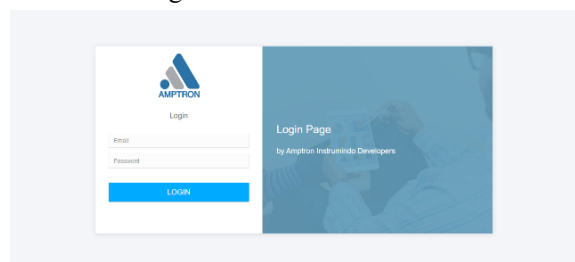 AMPTRON
Login
Email
Password
LOGIN
Login Page
by Amptron Instrumindo Developers